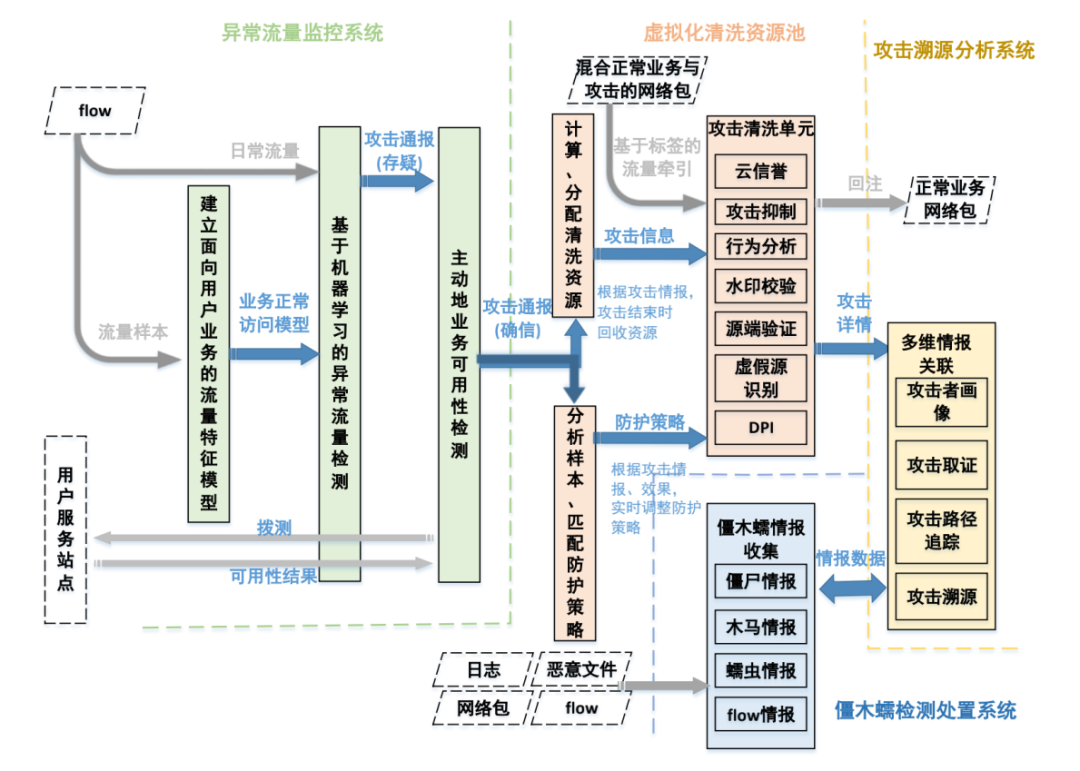 异常流量监控系统
虚拟化清洗资源池
攻击溯源分析系统
flow
日常流量
流量样本
建立面向用户业务的流量特征模型
业务正常
访问模型
基于机器学习的异常流量检测
攻击通报
(存疑)
主动地业务可用性检测
攻击通报
(确信)
用户服务站点
拨测
可用性结果
混合正常业务与
攻击的网络包
计算、分配清洗资源
基于标签的
流量牵引
攻击信息
根据攻击情报，
攻击结束时
回收资源
分析样本、匹配防护策略
防护策略
根据攻击情
报、效果，
实时调整防护
策略
攻击清洗单元
云信誉
攻击抑制
行为分析
水印校验
源端验证
虚假源
识别
DPI
回注
正常业务
网络包
攻击
详情
多维情报
关联
攻击者画
像
攻击取证
攻击路径
追踪
攻击溯源
情报数据
僵木蠕情报
收集
僵尸情报
木马情报
蠕虫情报
flow情报
日志
恶意文件
网络包
flow
僵木蠕检测处置系统